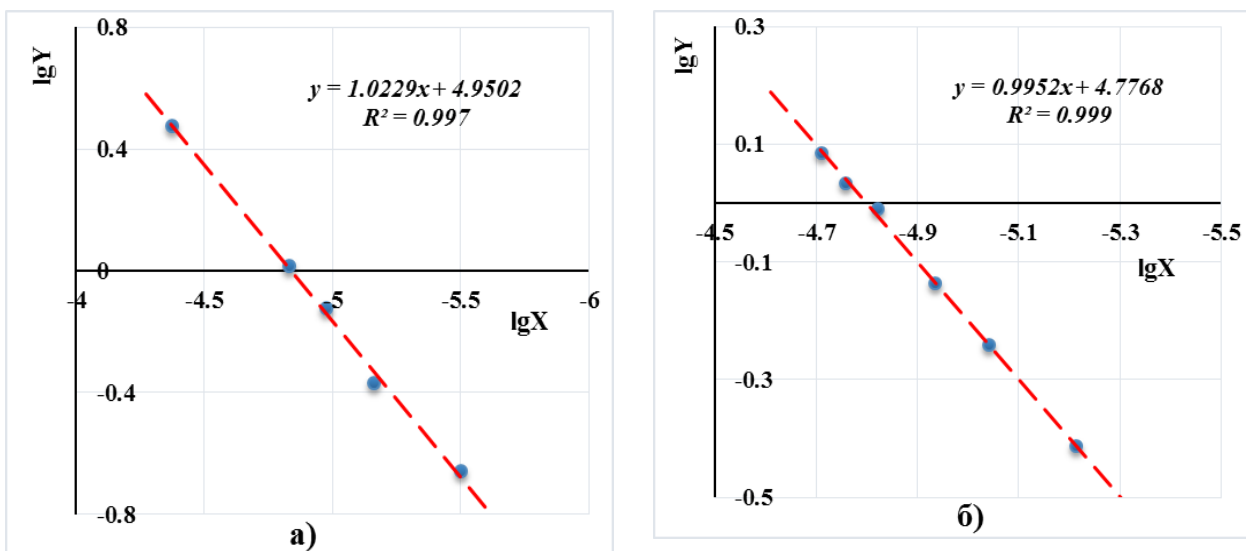 0.8
lgY
y = 1.0229x + 4.9502
R² = 0.997
0.4
0
-4
-4.5
-5
-5.5
-6
lgX
-0.4
-0.8
а)
0.3
lgY
y = 0.9952x + 4.7768
R² = 0.999
0.1
-4.5
-4.7
-4.9
-5.1
-5.3
-5.5
-0.1
lgX
-0.3
-0.5
б)